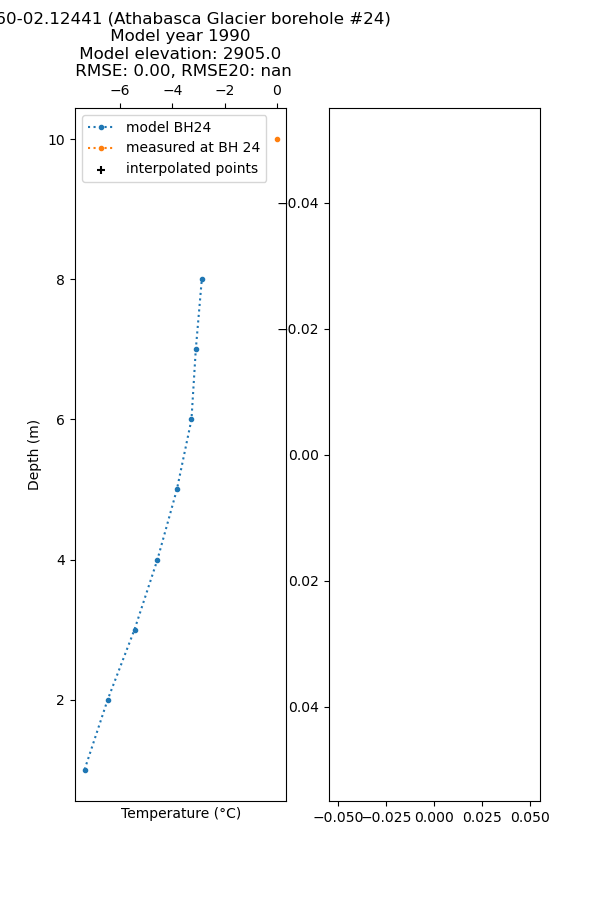 60-02.12441 (Athabasca Glacier borehole #24)
Model year 1990
Model elevation: 2905.0
RMSE: 0.00, RMSE20: nan
−6 −4 −2 0
model BH24
measured at BH 24
interpolated points
10
8
6
4
2
Depth (m)
Temperature (°C)
−0.04
−0.02
0.00
0.02
0.04
−0.050 −0.025 0.000 0.025 0.050